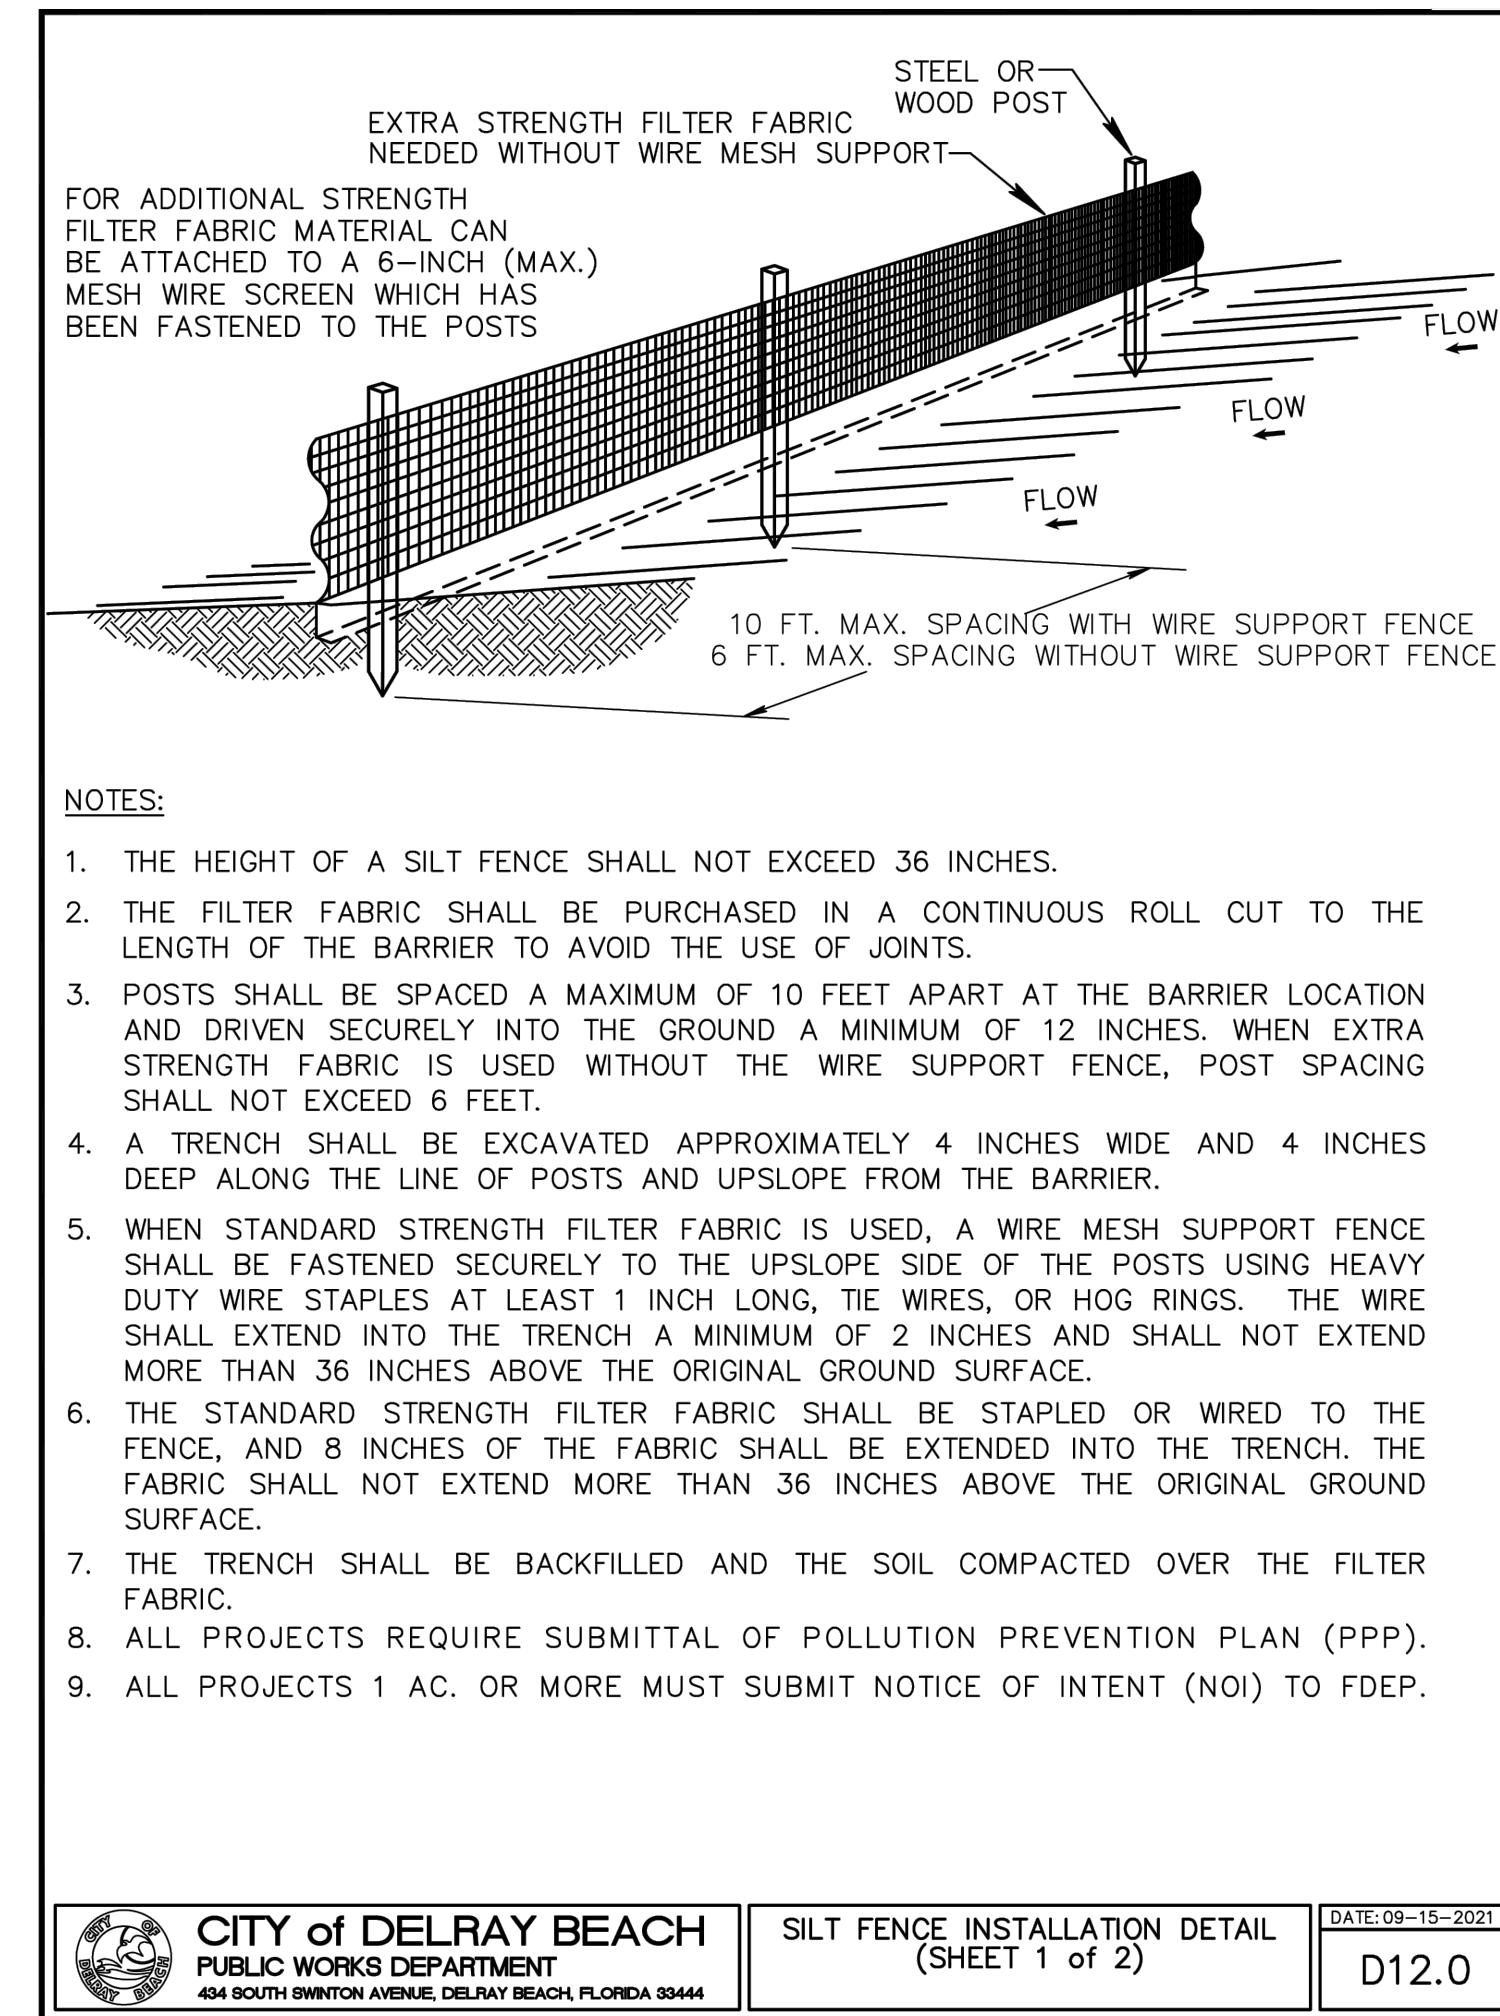 STEEL OR
WOOD POST
EXTRA STRENGTH FILTER FABRIC
NEEDED WITHOUT WIRE MESH SUPPORT
FOR ADDITIONAL STRENGTH
FILTER FABRIC MATERIAL CAN
BE ATTACHED TO A 6-INCH (MAX.)
MESH WIRE SCREEN WHICH HAS
BEEN FASTENED TO THE POSTS
FLOW
FLOW
FLOW
10 FT. MAX. SPACING WITH WIRE SUPPORT FENCE
6 FT. MAX. SPACING WITHOUT WIRE SUPPORT FENCE
NOTES:
1. THE HEIGHT OF A SILT FENCE SHALL NOT EXCEED 36 INCHES.
2. THE FILTER FABRIC SHALL BE PURCHASED IN A CONTINUOUS ROLL CUT TO THE
LENGTH OF THE BARRIER TO AVOID THE USE OF JOINTS.
3. POSTS SHALL BE SPACED A MAXIMUM OF 10 FEET APART AT THE BARRIER LOCATION
AND DRIVEN SECURELY INTO THE GROUND A MINIMUM OF 12 INCHES. WHEN EXTRA
STRENGTH FABRIC IS USED WITHOUT THE WIRE SUPPORT FENCE, POST SPACING
SHALL NOT EXCEED 6 FEET.
4. A TRENCH SHALL BE EXCAVATED APPROXIMATELY 4 INCHES WIDE AND 4 INCHES
DEEP ALONG THE LINE OF POSTS AND UPSLOPE FROM THE BARRIER.
5. WHEN STANDARD STRENGTH FILTER FABRIC IS USED, A WIRE MESH SUPPORT FENCE
SHALL BE FASTENED SECURELY TO THE UPSLOPE SIDE OF THE POSTS USING HEAVY
DUTY WIRE STAPLES AT LEAST 1 INCH LONG, TIE WIRES, OR HOG RINGS. THE WIRE
SHALL EXTEND INTO THE TRENCH A MINIMUM OF 2 INCHES AND SHALL NOT EXTEND
MORE THAN 36 INCHES ABOVE THE ORIGINAL GROUND SURFACE.
6. THE STANDARD STRENGTH FILTER FABRIC SHALL BE STAPLED OR WIRED TO THE
FENCE, AND 8 INCHES OF THE FABRIC SHALL BE EXTENDED INTO THE TRENCH. THE
FABRIC SHALL NOT EXTEND MORE THAN 36 INCHES ABOVE THE ORIGINAL GROUND
SURFACE.
7. THE TRENCH SHALL BE BACKFILLED AND THE SOIL COMPACTED OVER THE FILTER
FABRIC.
8. ALL PROJECTS REQUIRE SUBMITTAL OF POLLUTION PREVENTION PLAN (PPP).
9. ALL PROJECTS 1 AC. OR MORE MUST SUBMIT NOTICE OF INTENT (NOI) TO FDEP.
CITY OF
DELRAY BEACH
CITY of DELRAY BEACH
PUBLIC WORKS DEPARTMENT
434 SOUTH SWINTON AVENUE, DELRAY BEACH, FLORIDA 33444
SILT FENCE INSTALLATION DETAIL
(SHEET 1 of 2)
DATE: 09-15-2021
D12.0